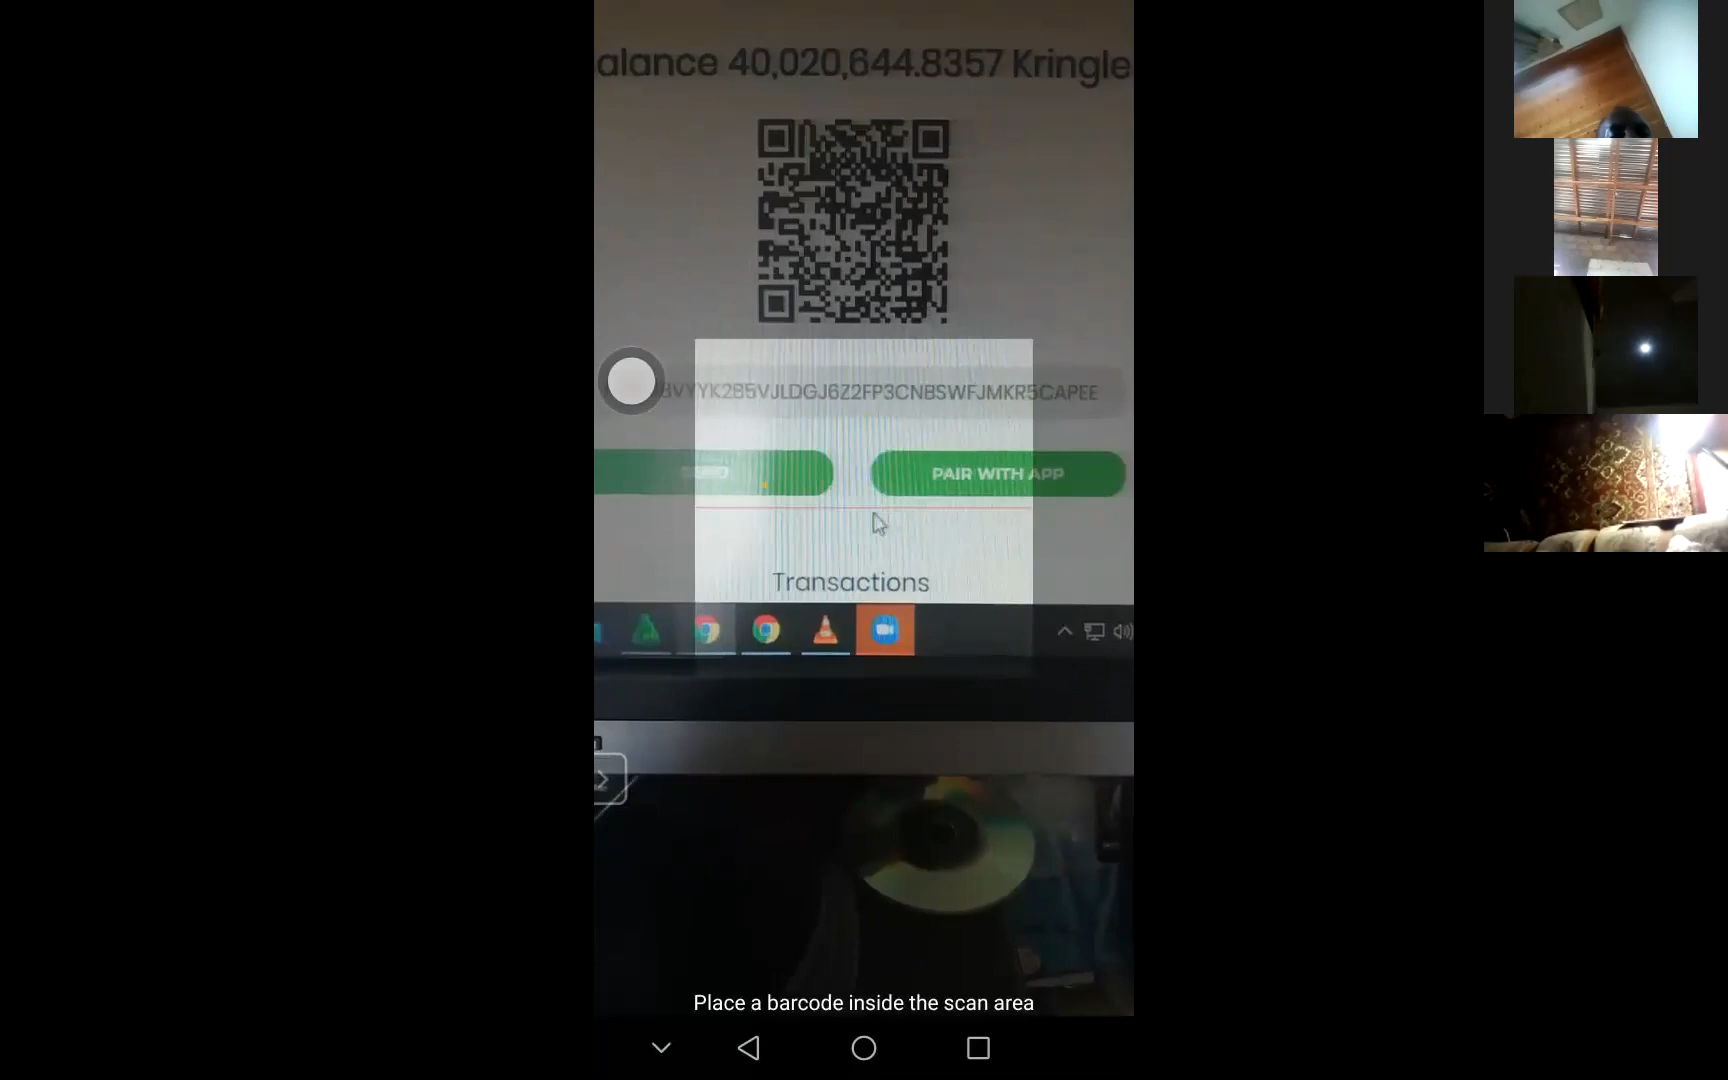 alance 40,020,644.8357 Kringle
BVYYK2B5VJLDGJ6Z2FP3CNBSWFJMKR5CAPEE
PAIR WITH APP
Transactions
Place a barcode inside the scan area